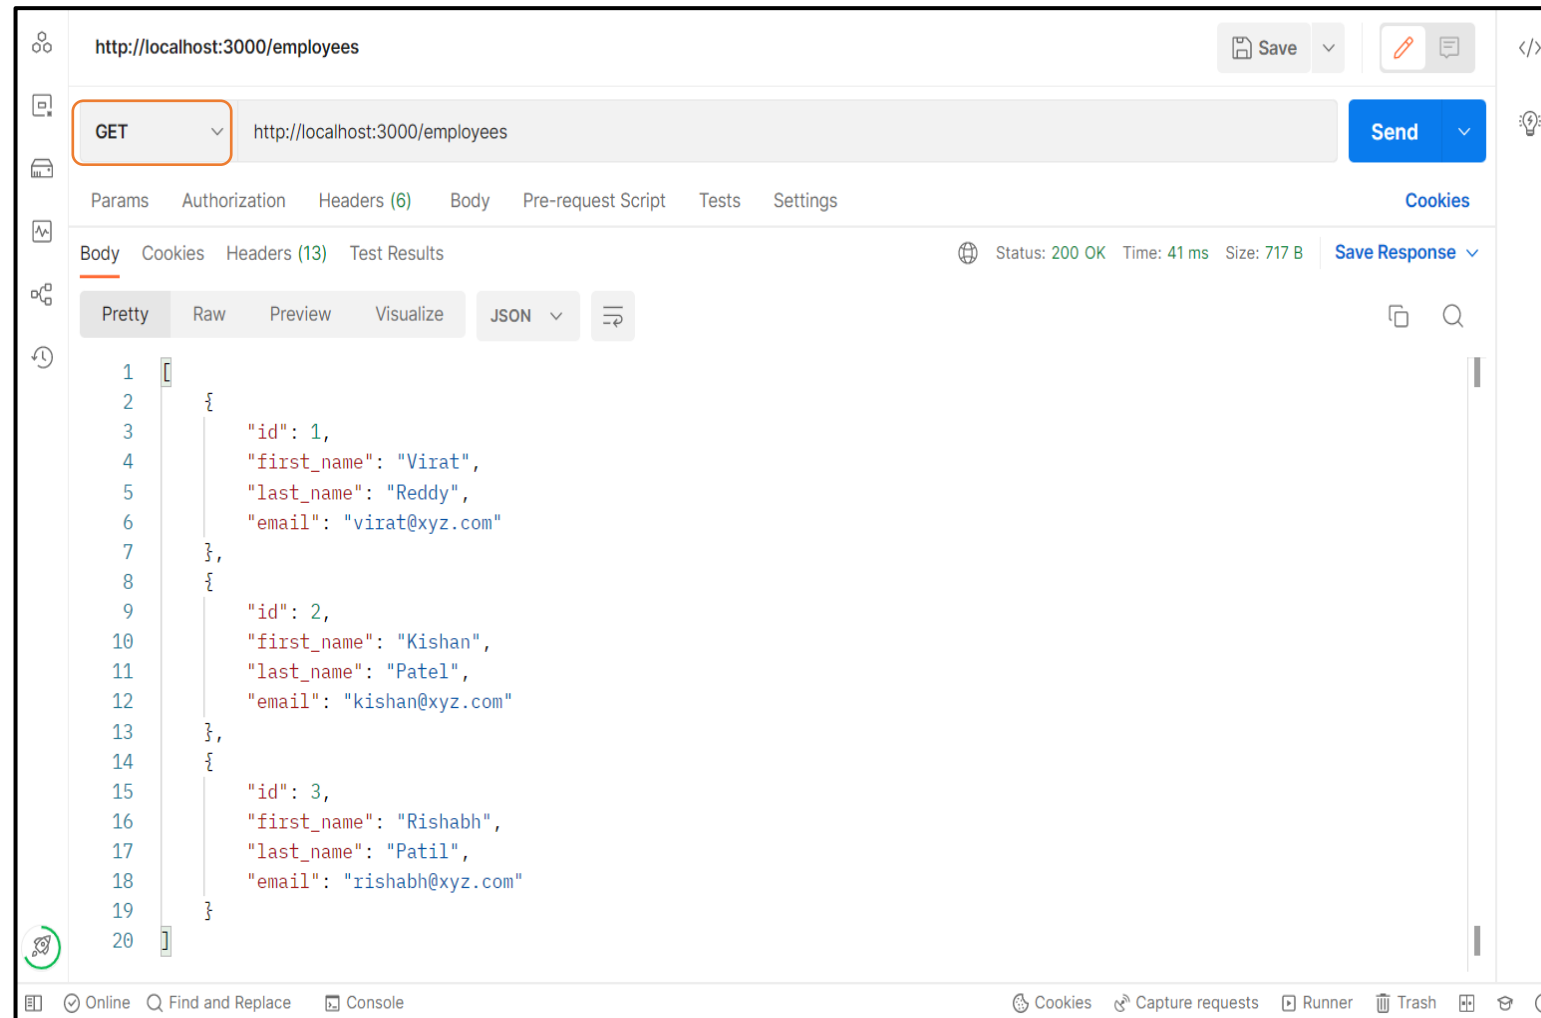 http://localhost:3000/employees
Save
GET
http://localhost:3000/employees
Send
Params Authorization Headers (6) Body Pre-request Script Tests Settings Cookies
Body Cookies Headers (13) Test Results Status: 200 OK Time: 41 ms Size: 717 B Save Response
Pretty Raw Preview Visualize JSON
1 [
2 {
3 "id": 1,
4 "first_name": "Virat",
5 "last_name": "Reddy",
6 "email": "virat@xyz.com"
7 },
8 {
9 "id": 2,
10 "first_name": "Kishan",
11 "last_name": "Patel",
12 "email": "kishan@xyz.com"
13 },
14 {
15 "id": 3,
16 "first_name": "Rishabh",
17 "last_name": "Patil",
18 "email": "rishabh@xyz.com"
19 }
20 ]
Online Find and Replace Console Cookies Capture requests Runner Trash